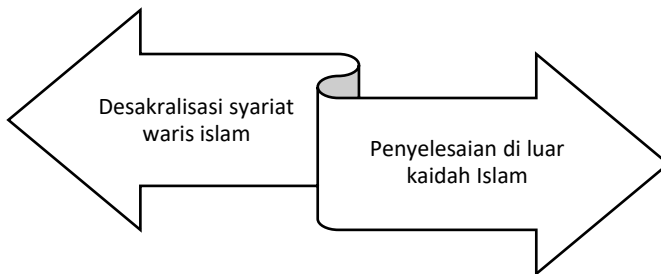 Desakralisasi syariat
waris islam
Penyelesaian di luar
kaidah Islam